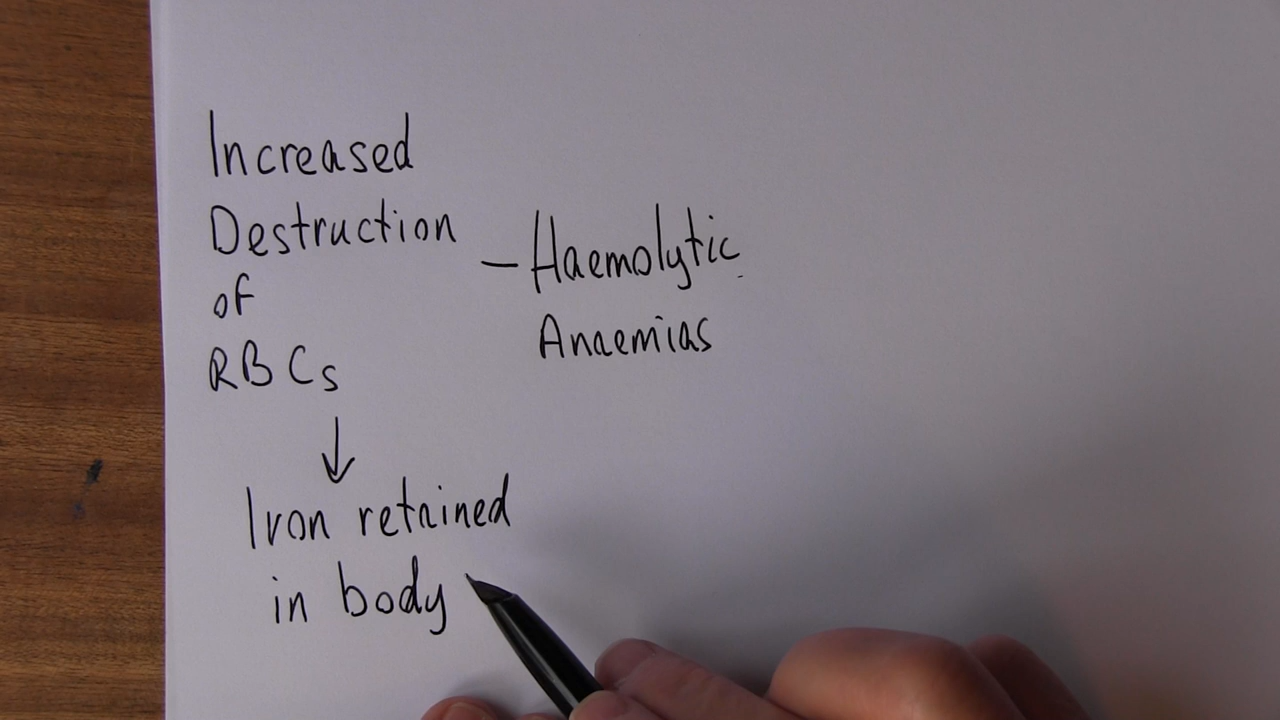 Increased
Destruction
of
RBCs
– Haemolytic
Anaemias
↓
Iron retained
in body